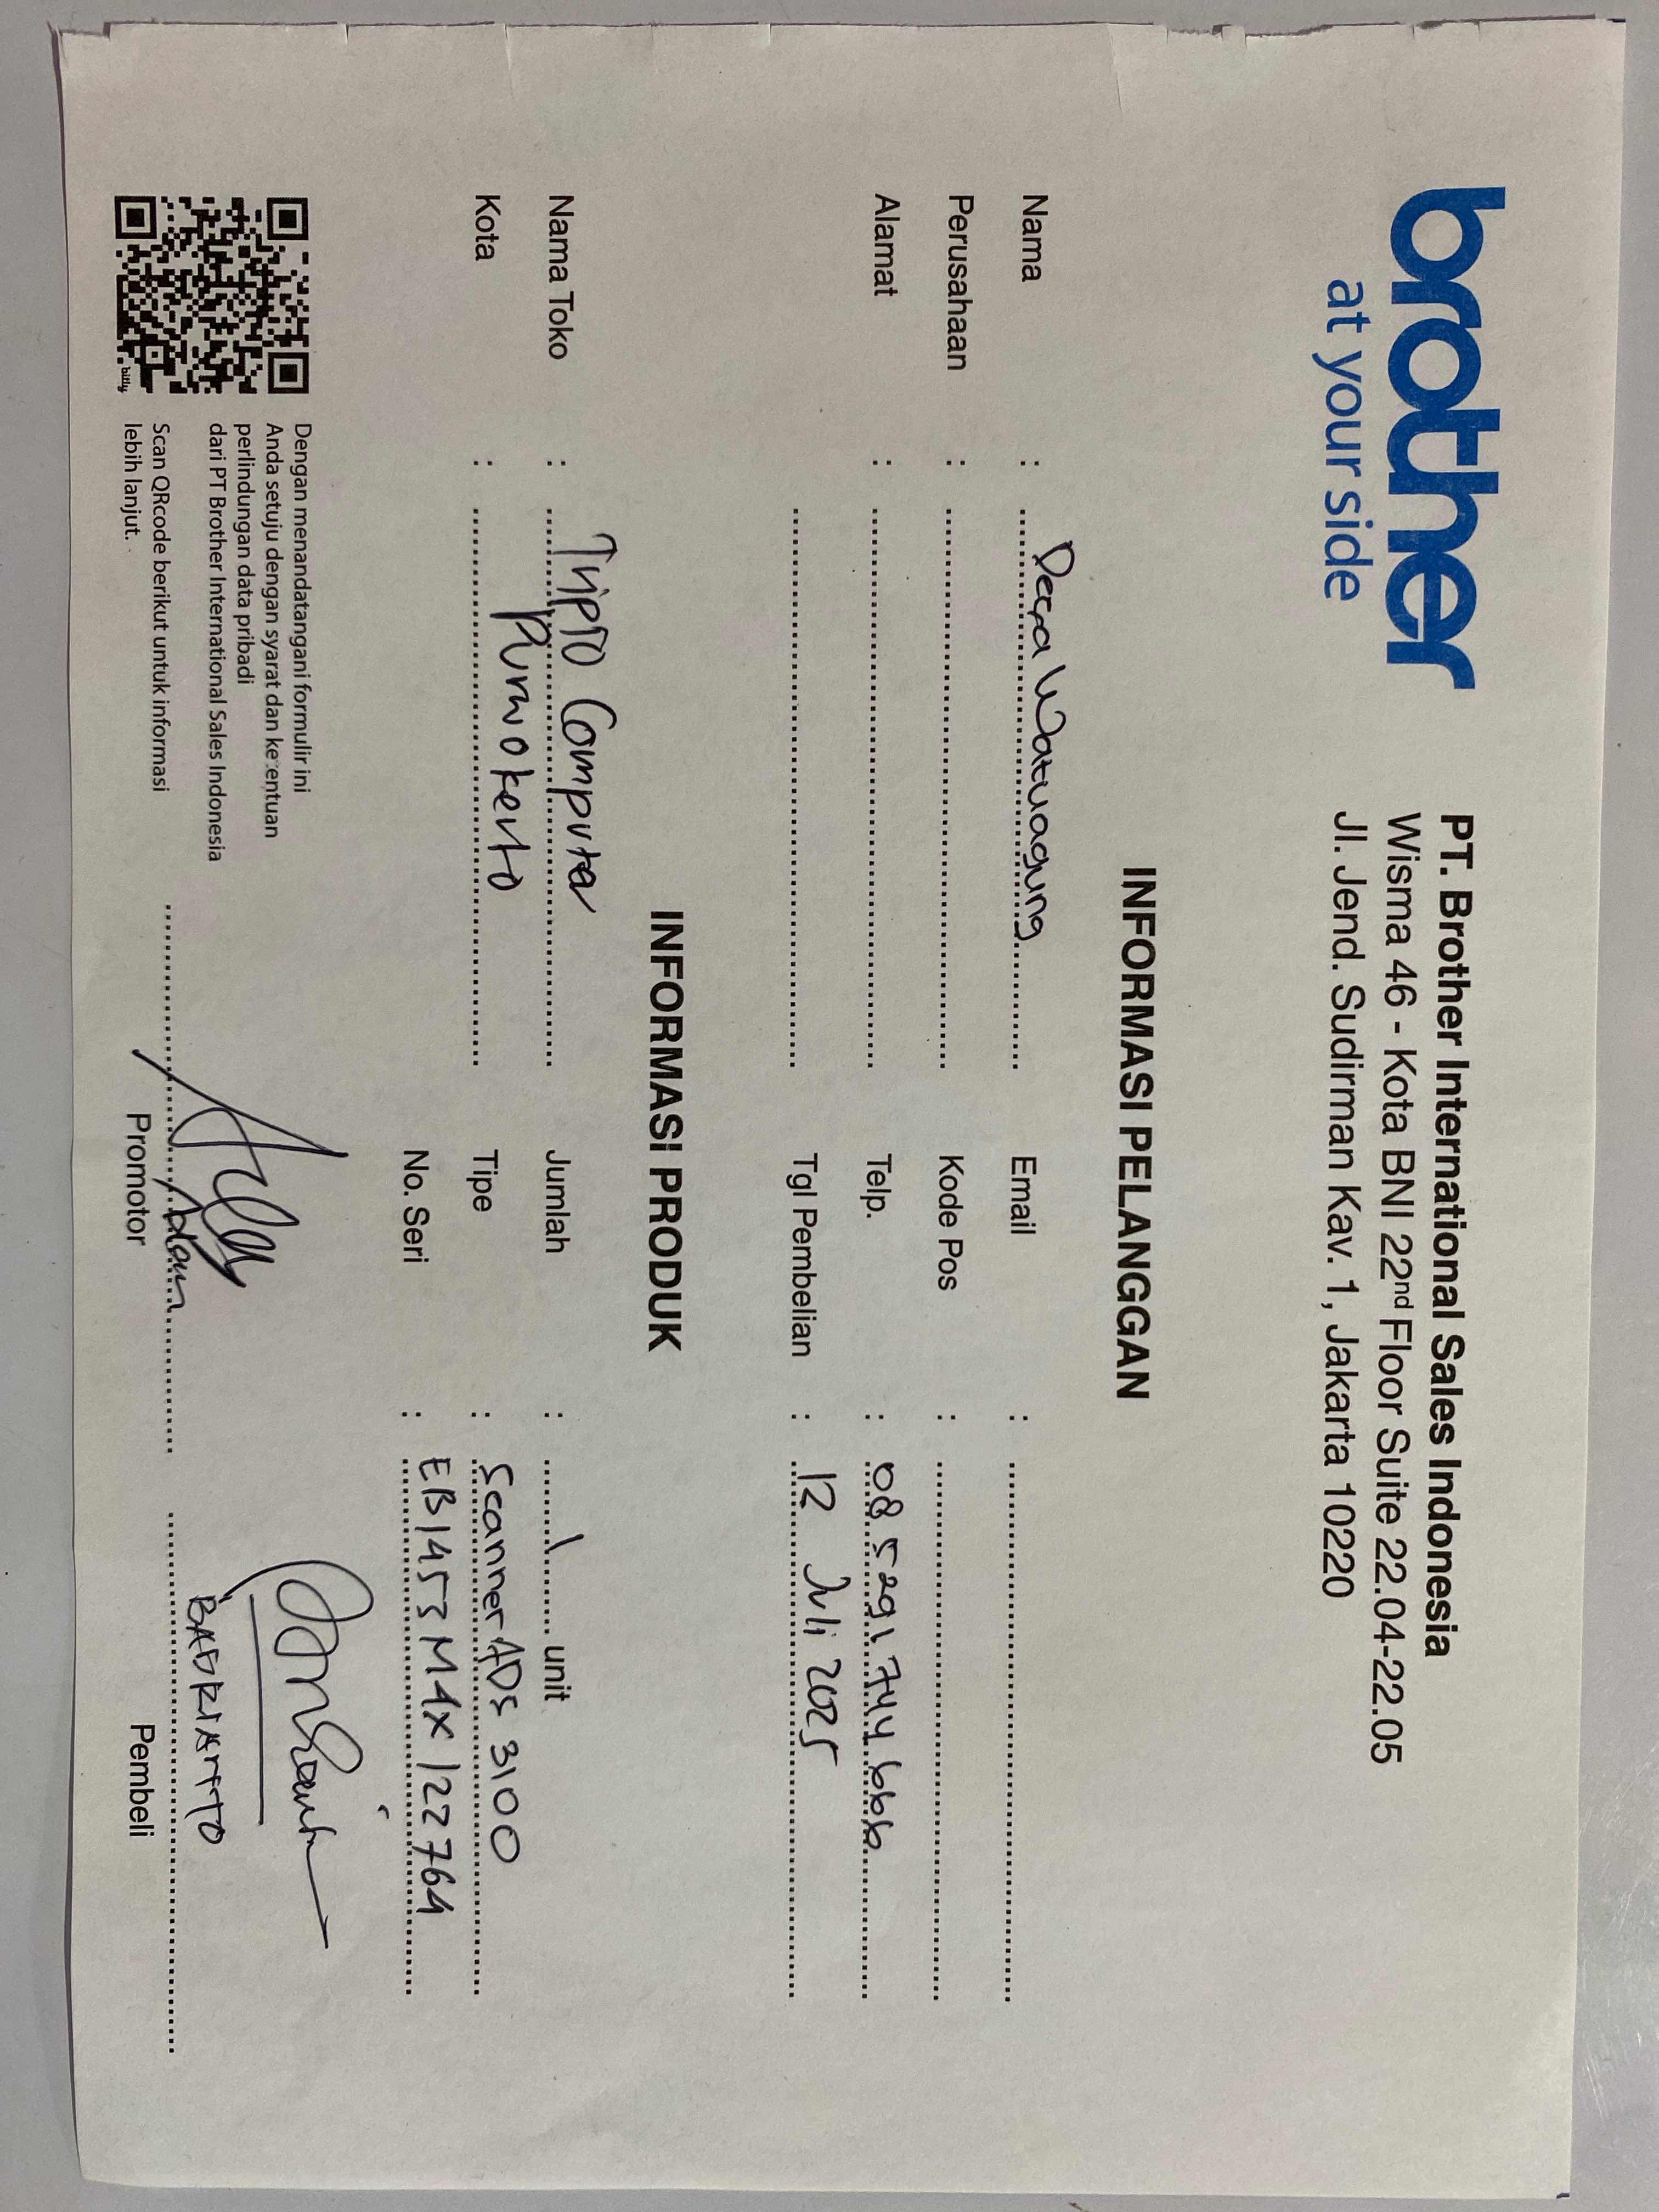 brother
at your side
PT. Brother International Sales Indonesia
Wisma 46 - Kota BNI 22nd Floor Suite 22.04-22.05
Jl. Jend. Sudirman Kav. 1, Jakarta 10220
INFORMASI PELANGGAN
Nama : Desa Watuagung
Email :
Perusahaan :
Kode Pos :
Alamat :
Telp. : 085291744666
Tgl Pembelian : 12 Juli 2025
INFORMASI PRODUK
Nama Toko : Computer
Jumlah : 1 unit
Kota : Purwokerto
Tipe : Scanner ADS 3100
No. Seri : EB1453M4X122764
Dengan menandatangani formulir ini
Anda setuju dengan syarat dan ketentuan
perlindungan data pribadi
dari PT Brother International Sales Indonesia
Scan QRcode berikut untuk informasi
lebih lanjut.
billy
Promotor
BADRIANTO
Pembeli